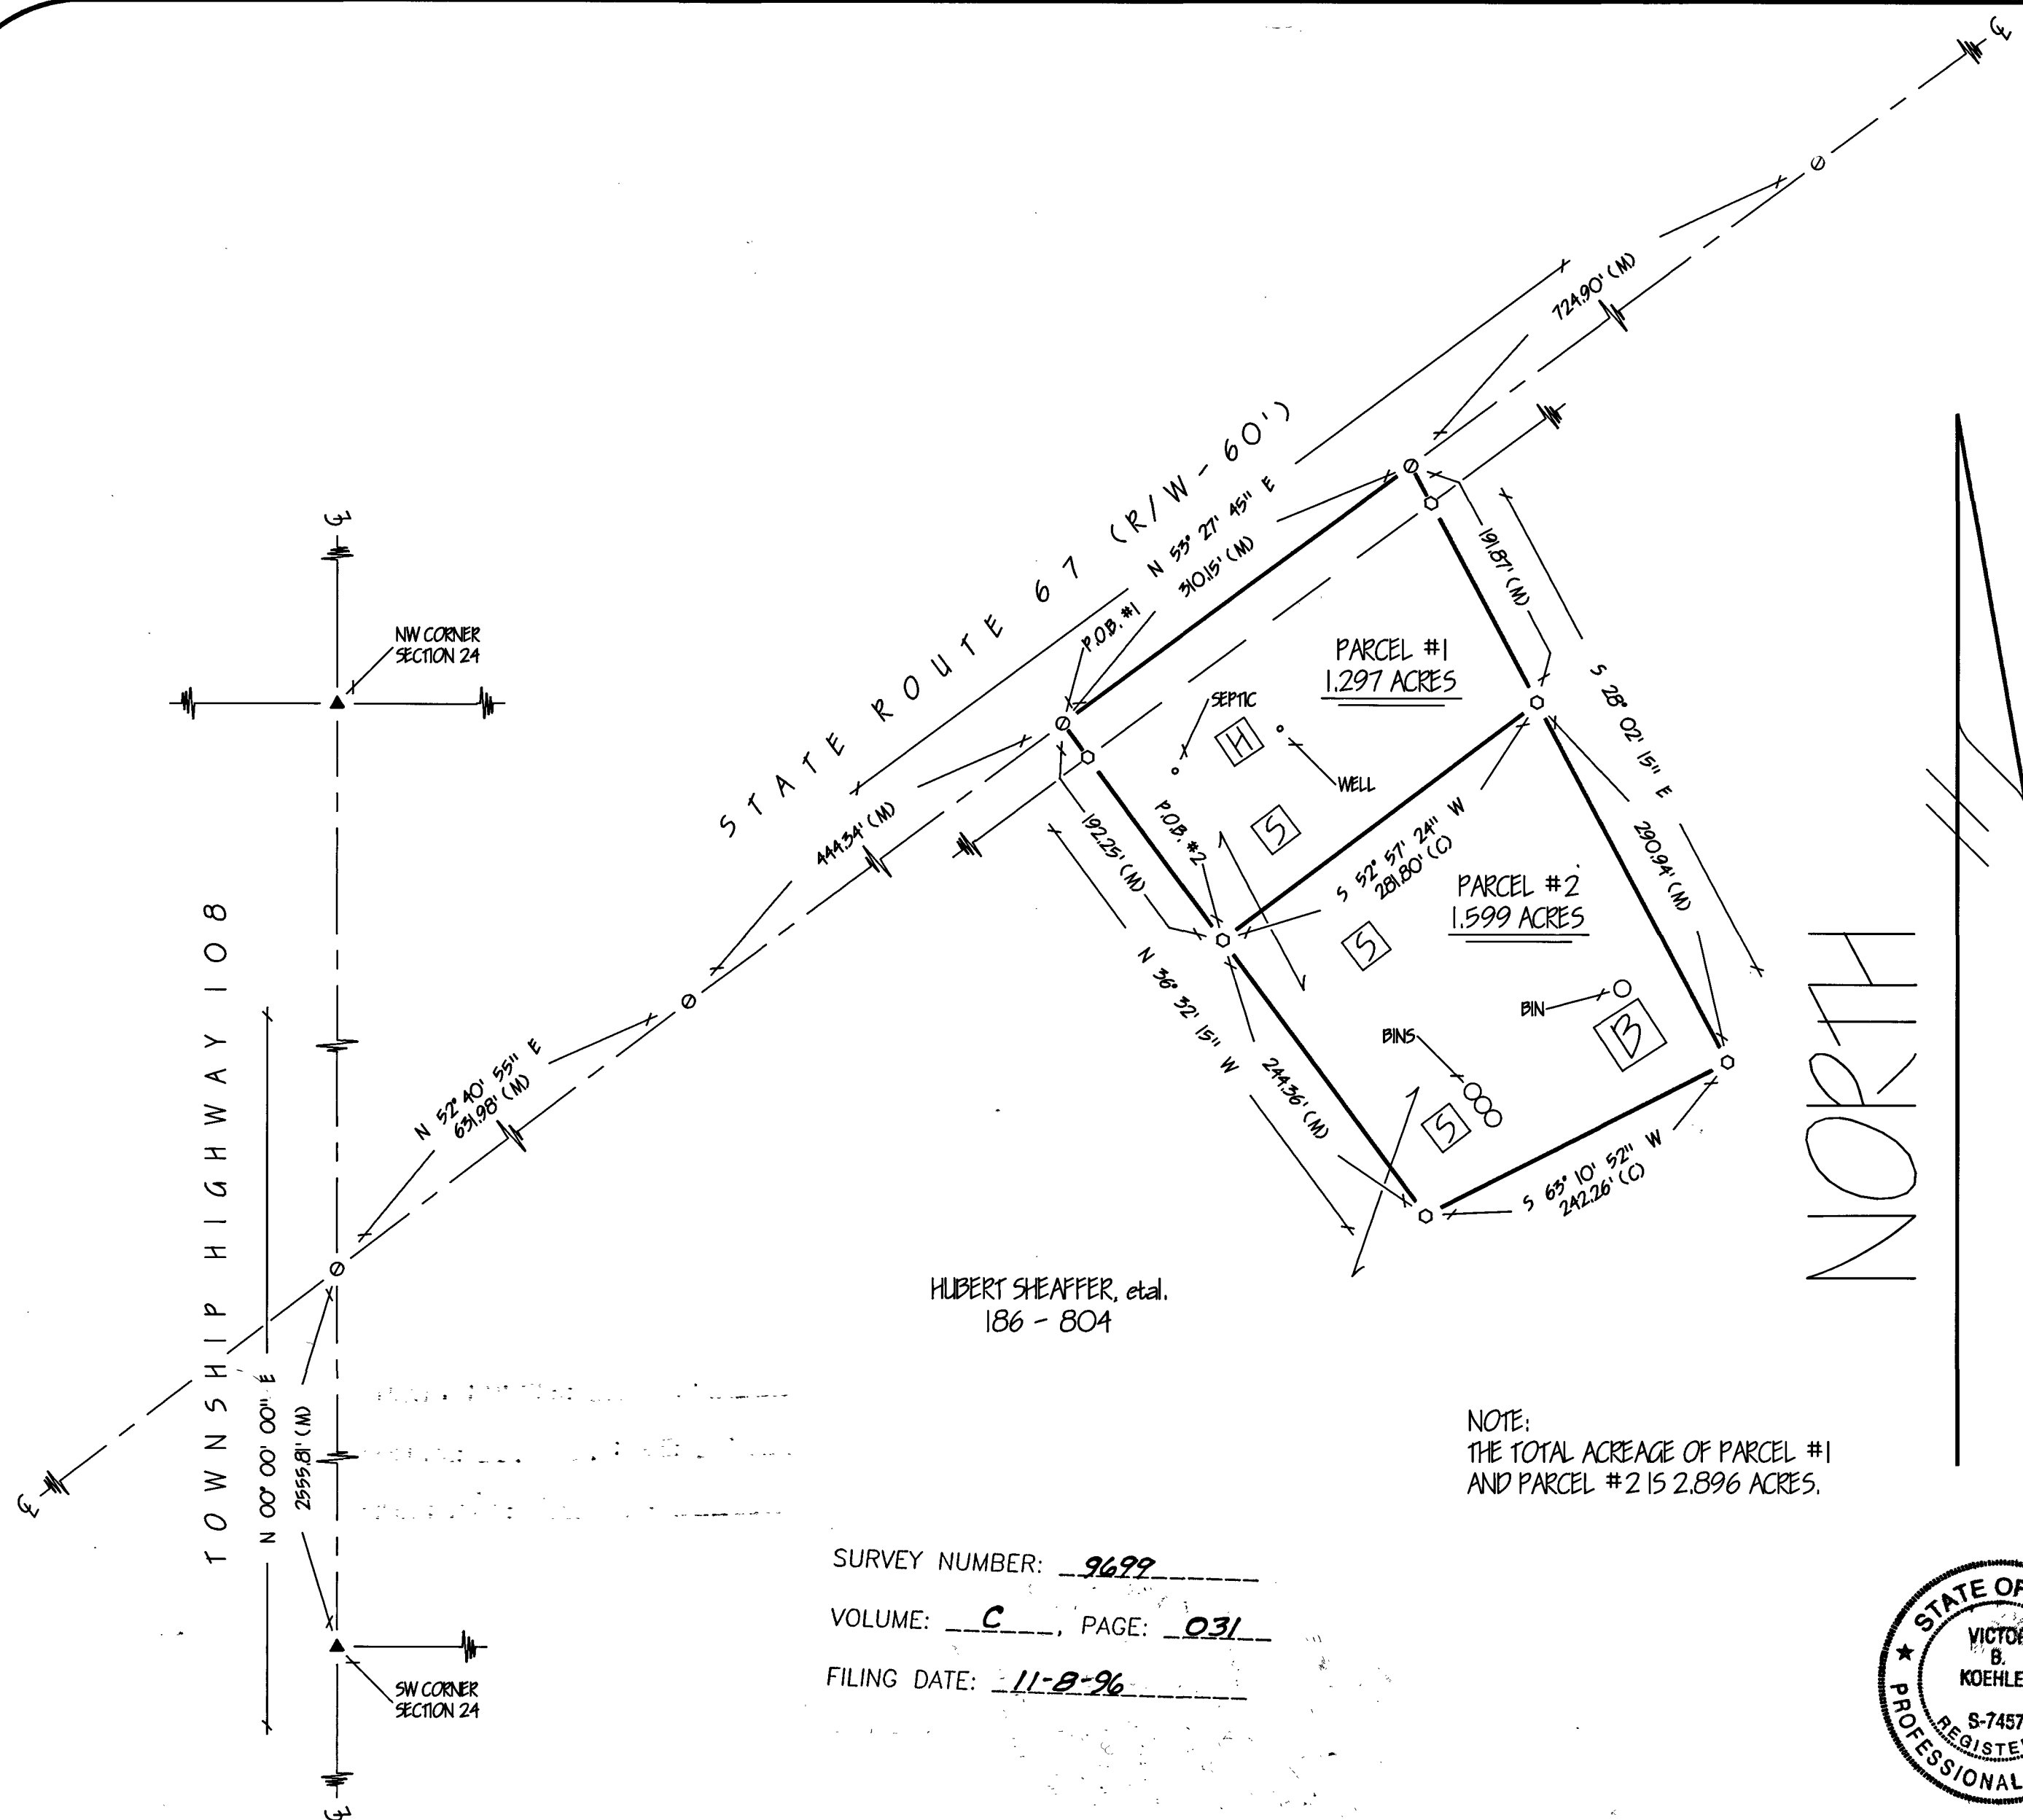 STATE ROUTE 67 (R/W - 60')
724.90' (M)
N 53° 27' 45" E
310.15' (M)
P.O.B. #1
191.87' (M)
S 28° 02' 15" E
PARCEL #1
1.297 ACRES
NW CORNER
SECTION 24
SEPTIC
H
WELL
S
444.34' (M)
192.25' (M)
P.O.B. #2
S 52° 57' 24" W
281.80' (C)
290.94' (M)
PARCEL #2
1.599 ACRES
S
N 36° 32' 15" W
BIN
B
BINS
S
244.36' (M)
N 52° 40' 55" E
631.98' (M)
S 63° 10' 52" W
242.26' (C)
TOWNSHIP HIGHWAY 108
N 00° 00' 00" E
2555.81' (M)
NORTH
HUBERT SHEAFFER, etal.
186 - 804
NOTE:
THE TOTAL ACREAGE OF PARCEL #1
AND PARCEL #2 IS 2.896 ACRES.
SURVEY NUMBER: 9699
VOLUME: C, PAGE: 031
FILING DATE: 11-8-96
SW CORNER
SECTION 24
STATE OF
VICTO
B.
KOEHLE
S-7457
REGISTE
PROFESSIONAL